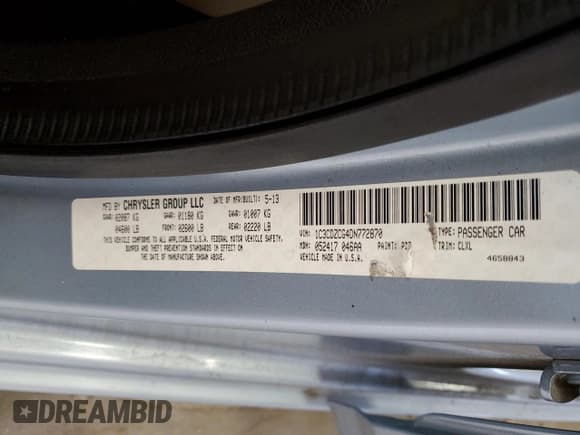 MFD BY CHRYSLER GROUP LLC DATE OF MFR(BUILT): 5-13
GVWR: 02087 KG GAWR: 01180 KG GAWR: 01007 KG
04600 LB FRONT: 02600 LB REAR: 02220 LB
THIS VEHICLE CONFORMS TO ALL APPLICABLE U.S.A. FEDERAL MOTOR VEHICLE SAFETY,
BUMPER AND THEFT PREVENTION STANDARDS IN EFFECT ON
THE DATE OF MANUFACTURE SHOWN ABOVE.
VIN: 1C3CDZCG4DN772870 TYPE: PASSENGER CAR
MDH: 052417 046AA PAINT: TRIM: CLXL
VEHICLE MADE IN U.S.A. 4658843
DREAMBID